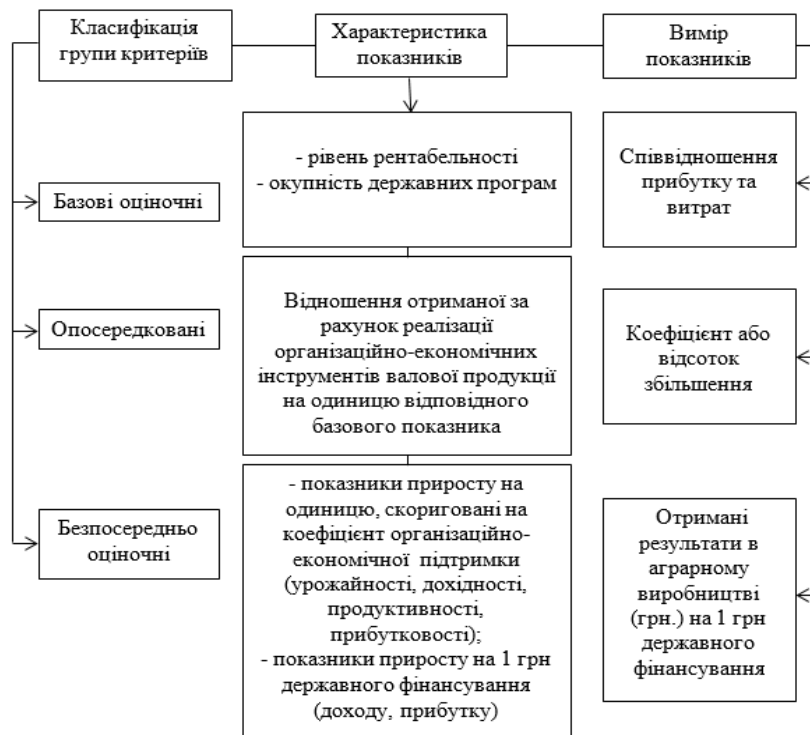 Класифікація
групи критеріїв
Характеристика
показників
Вимір
показників
Базові оціночні
- рівень рентабельності
- окупність державних програм
Співвідношення
прибутку та
витрат
Опосередковані
Відношення отриманої за
рахунок реалізації
організаційно-економічних
інструментів валової продукції
на одиницю відповідного
базового показника
Коефіцієнт або
відсоток
збільшення
Безпосередньо
оціночні
- показники приросту на
одиницю, скориговані на
коефіцієнт організаційно-
економічної підтримки
(урожайності, дохідності,
продуктивності,
прибутковості);
- показники приросту на 1 грн
державного фінансування
(доходу, прибутку)
Отримані
результати в
аграрному
виробництві
(грн.) на 1 грн
державного
фінансування